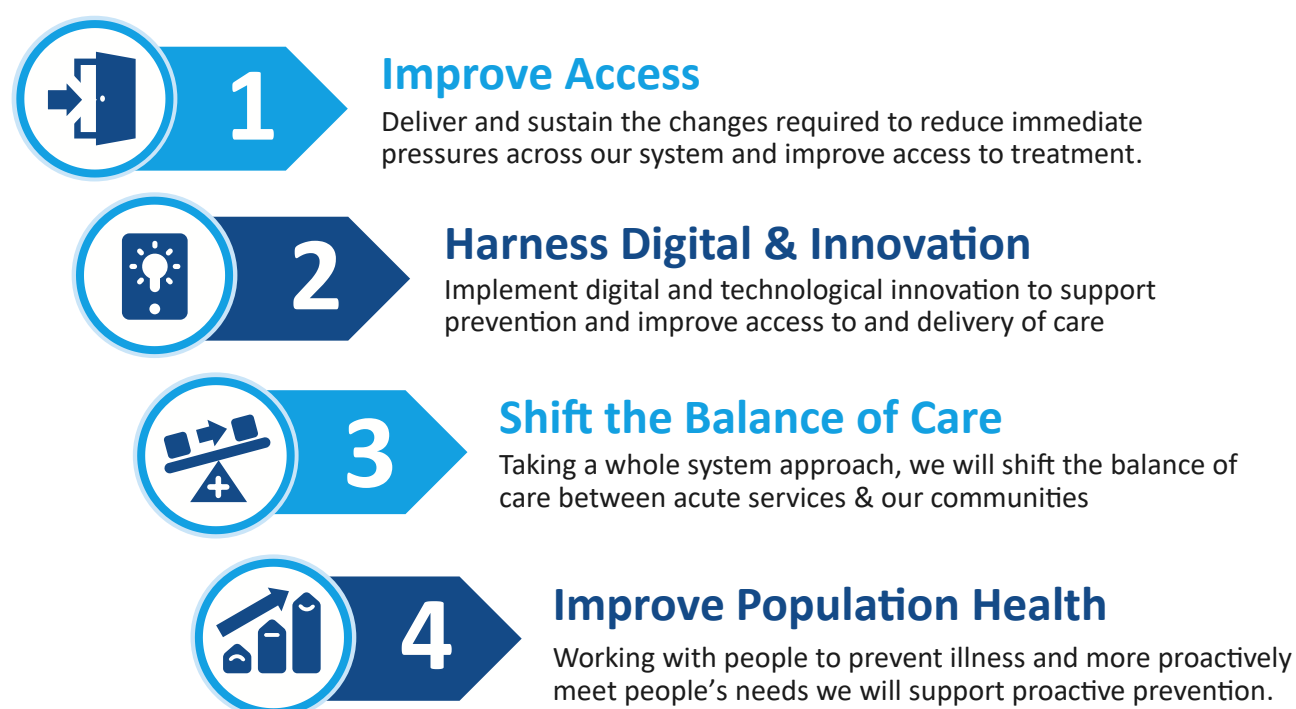 1
Improve Access
Deliver and sustain the changes required to reduce immediate
pressures across our system and improve access to treatment.
2
Harness Digital & Innovation
Implement digital and technological innovation to support
prevention and improve access to and delivery of care
3
Shift the Balance of Care
Taking a whole system approach, we will shift the balance of
care between acute services & our communities
4
Improve Population Health
Working with people to prevent illness and more proactively
meet people’s needs we will support proactive prevention.